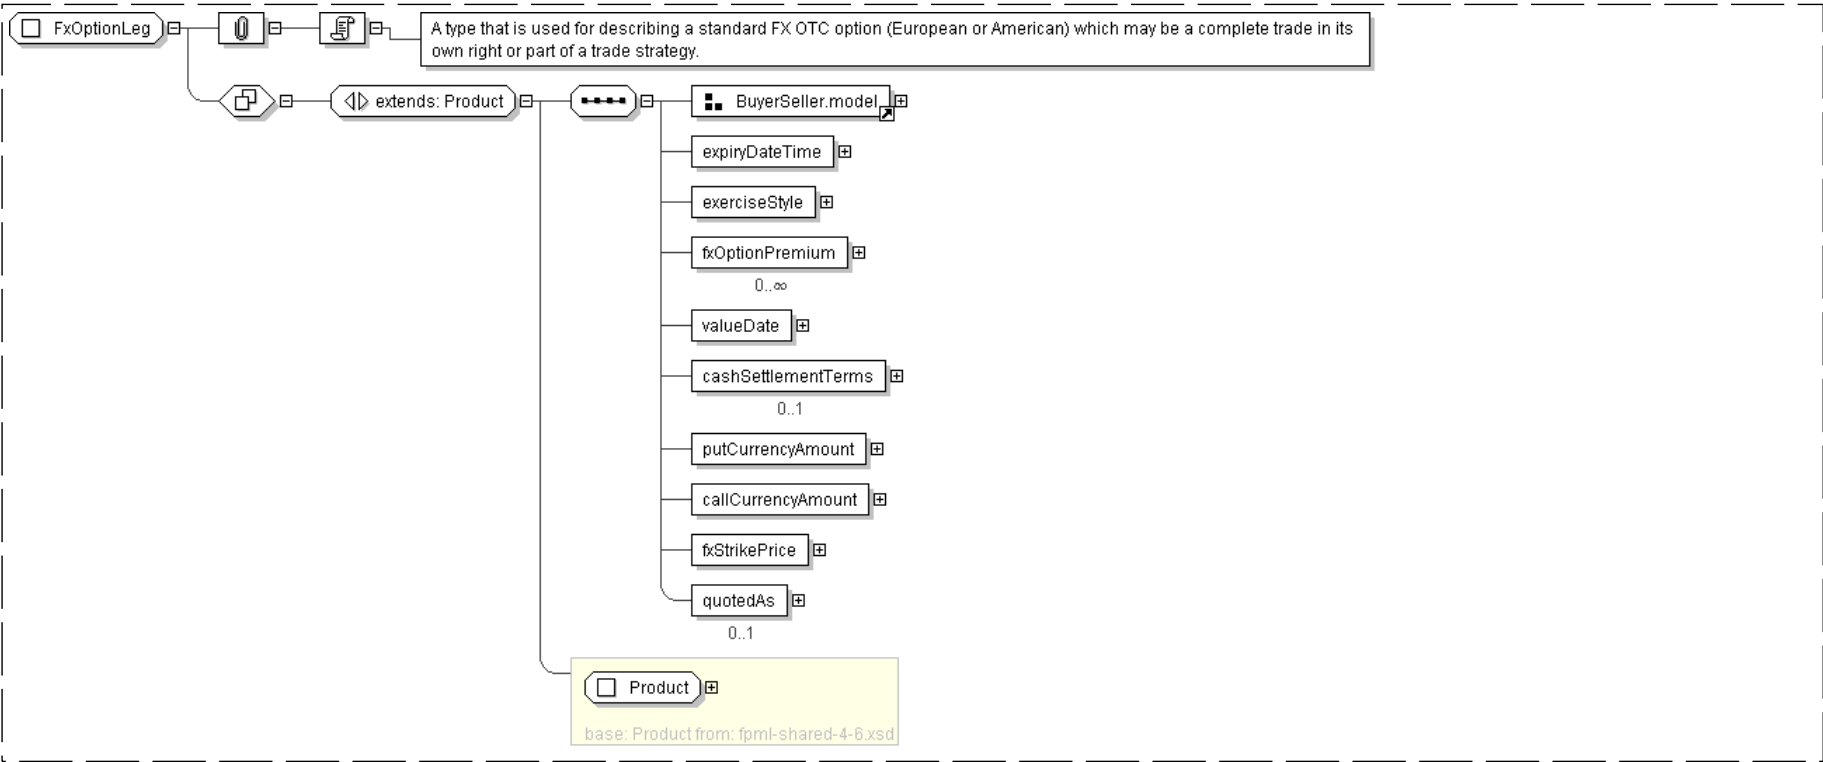 FxOptionLeg
A type that is used for describing a standard FX OTC option (European or American) which may be a complete trade in its
own right or part of a trade strategy.
extends: Product
BuyerSeller.model
expiryDateTime
exerciseStyle
fxOptionPremium
0..∞
valueDate
cashSettlementTerms
0..1
putCurrencyAmount
callCurrencyAmount
fxStrikePrice
quotedAs
0..1
Product
base: Product from: fpml-shared-4-6.xsd